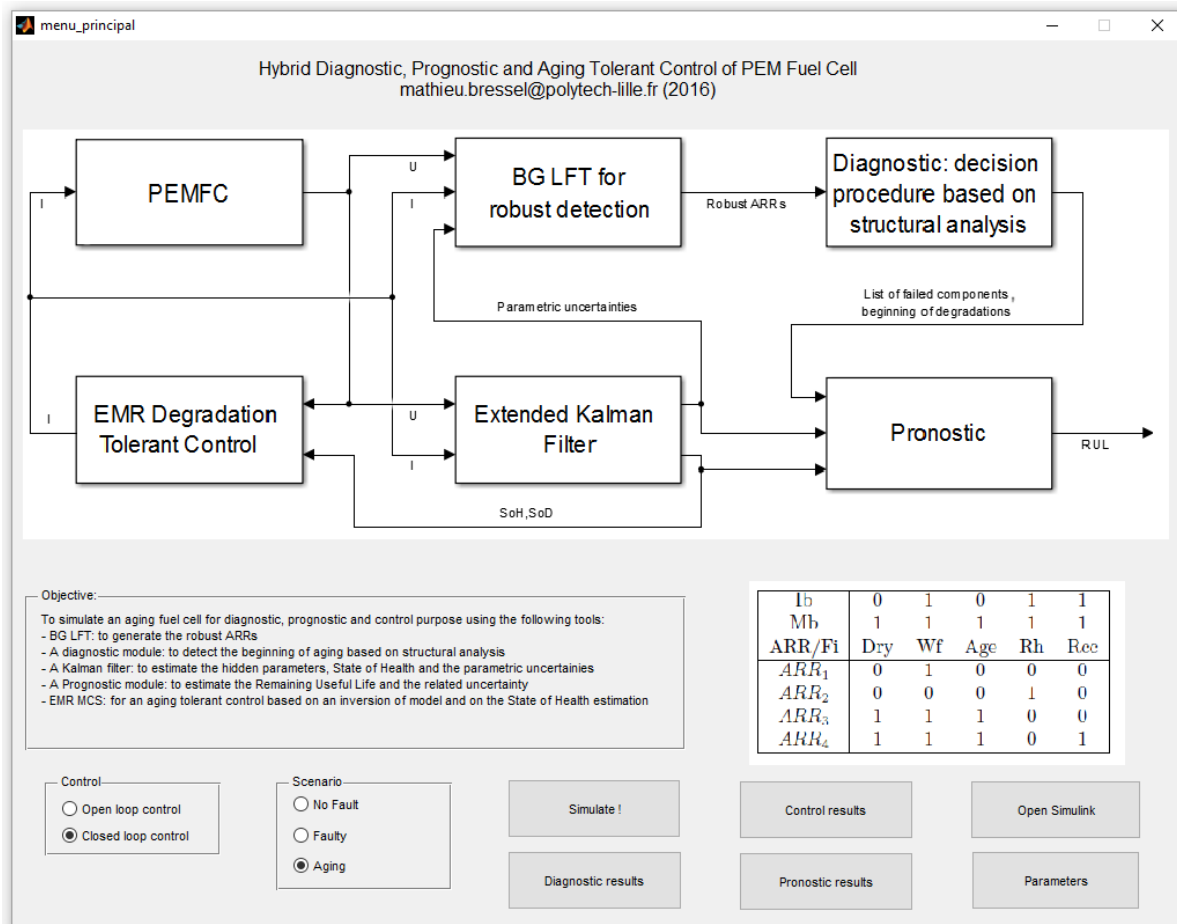 menu_principal
Hybrid Diagnostic, Prognostic and Aging Tolerant Control of PEM Fuel Cell
mathieu.bressel@polytech-lille.fr (2016)
PEMFC
I
U
I
BG LFT for
robust detection
Robust ARRs
Diagnostic: decision
procedure based on
structural analysis
Parametric uncertainties
List of failed components ,
beginning of degradations
EMR Degradation
Tolerant Control
I
U
I
Extended Kalman
Filter
Pronostic
RUL
SoH,SoD
Objective:
To simulate an aging fuel cell for diagnostic, prognostic and control purpose using the following tools:
- BG LFT: to generate the robust ARRs
- A diagnostic module: to detect the beginning of aging based on structural analysis
- A Kalman filter: to estimate the hidden parameters, State of Health and the parametric uncertainies
- A Prognostic module: to estimate the Remaining Useful Life and the related uncertainty
- EMR MCS: for an aging tolerant control based on an inversion of model and on the State of Health estimation
Ib 0 1 0 1 1
Mb 1 1 1 1 1
ARR/Fi Dry Wf Age Rh Rec
ARR1 0 1 0 0 0
ARR2 0 0 0 1 0
ARR3 1 1 1 0 0
ARR4 1 1 1 0 1
Control
Open loop control
Closed loop control
Scenario
No Fault
Faulty
Aging
Simulate !
Control results
Open Simulink
Diagnostic results
Pronostic results
Parameters